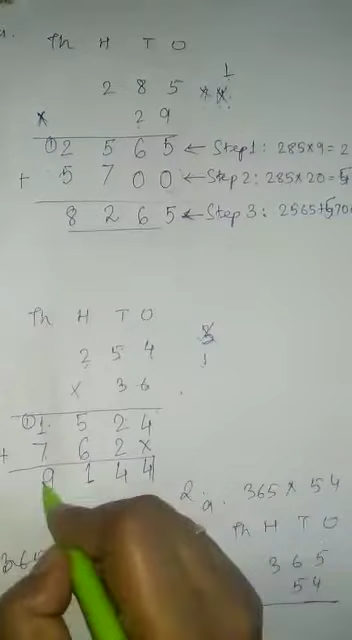 Th H T O
1
2 8 5
x 2 9
① 2 5 6 5 ← Step 1: 285×9= 2
+ 5 7 0 0 ← Step 2: 285×20= 5
8 2 6 5 ← Step 3: 2565+570
Th H T O
2 5 4
x 3 6
① 1 5 2 4
+ 7 6 2 x
9 1 4 4
2. a. 365 × 54
Th H T O
3 6 5
5 4